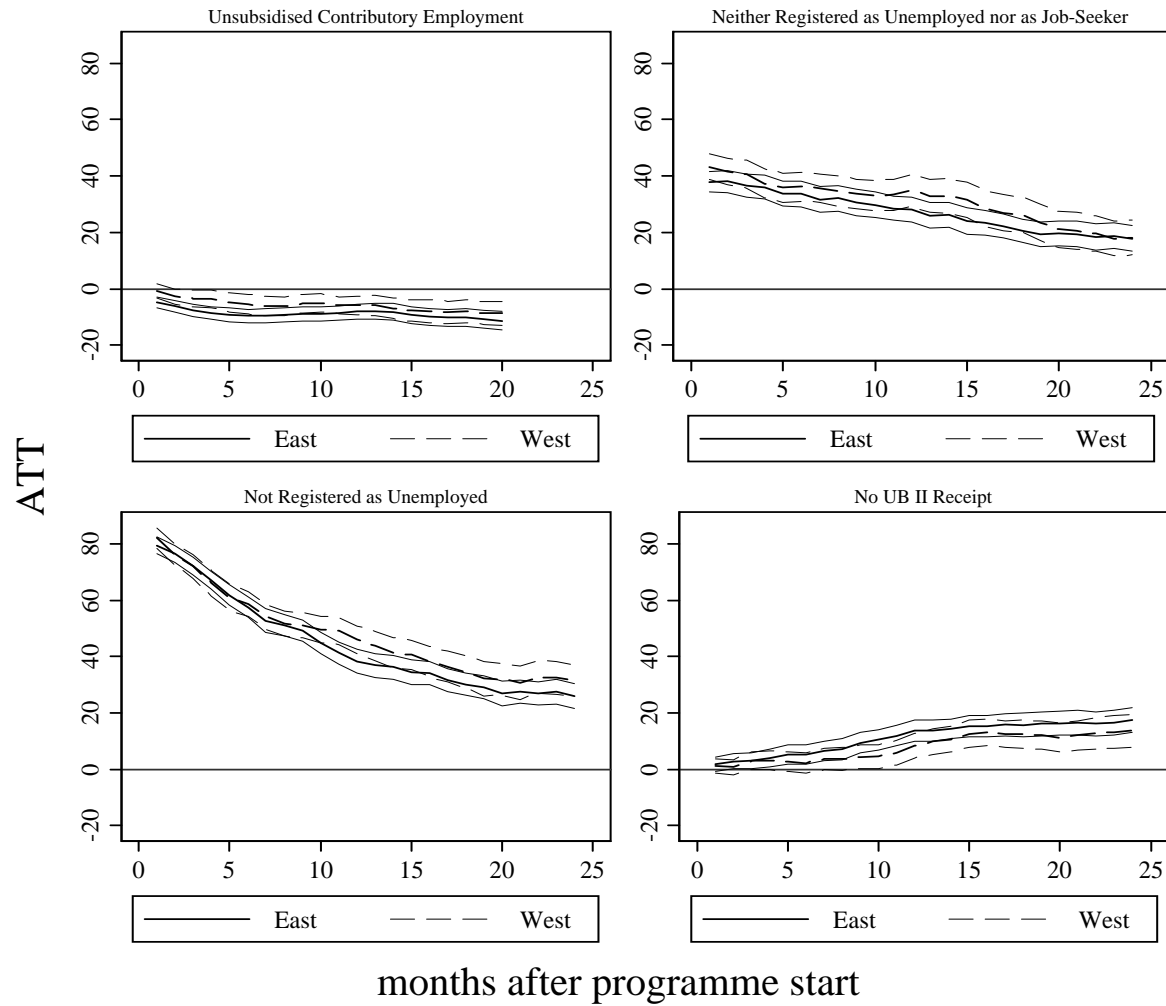 Unsubsidised Contributory Employment
80
60
40
20
0
-20
0 5 10 15 20 25
East West
Neither Registered as Unemployed nor as Job-Seeker
80
60
40
20
0
-20
0 5 10 15 20 25
East West
ATT
Not Registered as Unemployed
80
60
40
20
0
-20
0 5 10 15 20 25
East West
No UB II Receipt
80
60
40
20
0
-20
0 5 10 15 20 25
East West
months after programme start